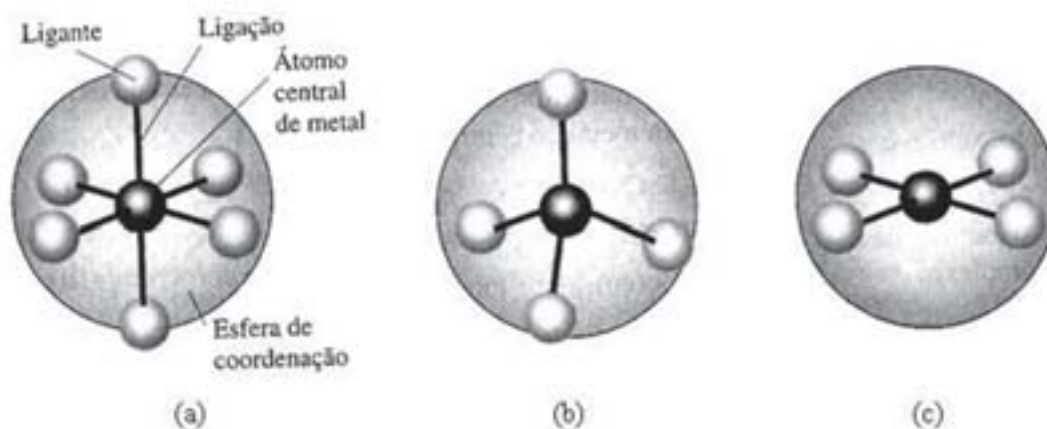 Ligante
Ligação
Átomo
central
de metal
Esfera de
coordenação
(a)
(b)
(c)